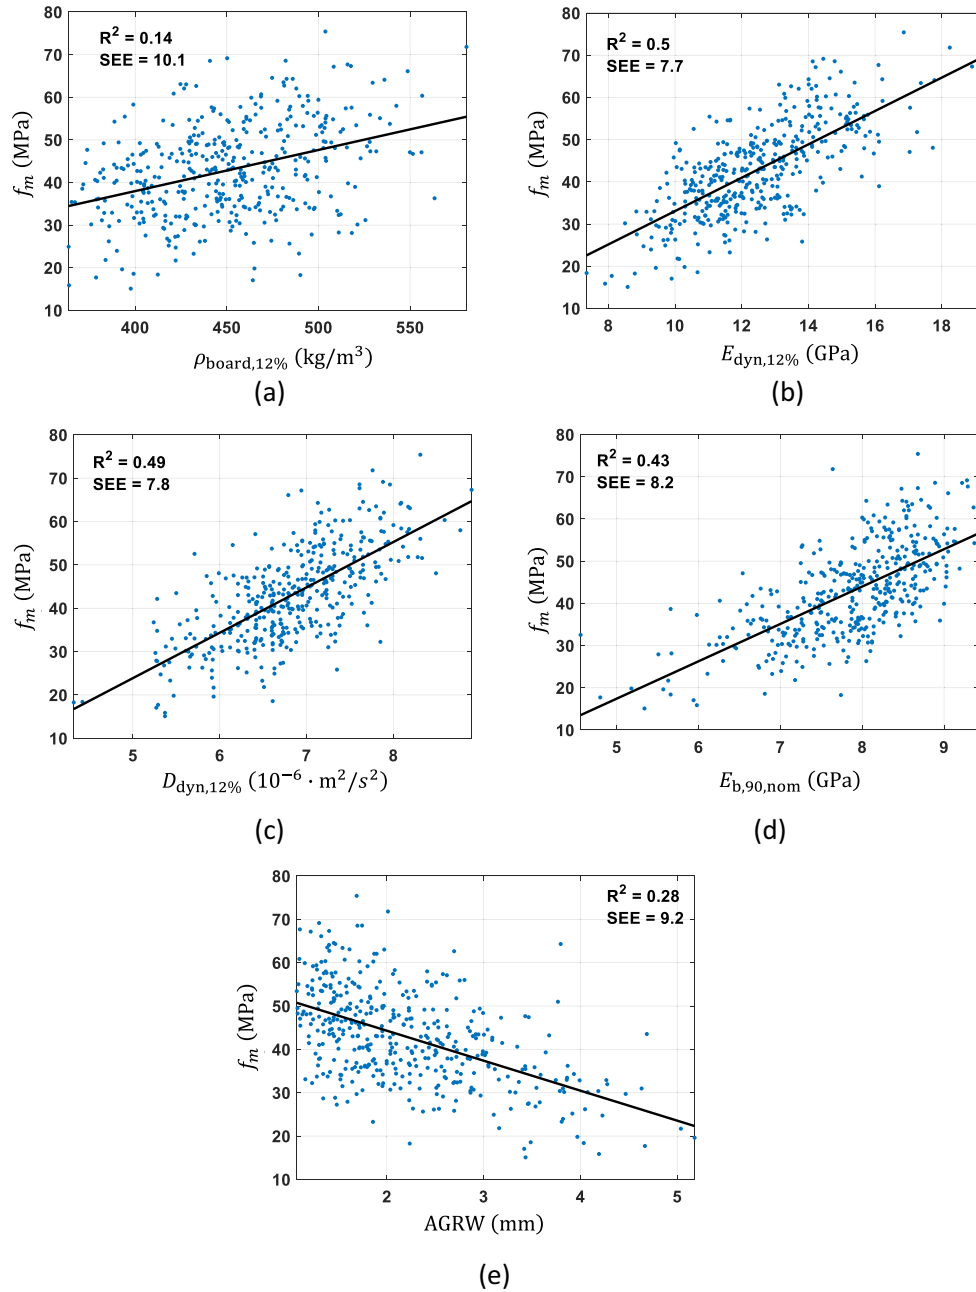 80
70
60
50
40
30
20
10
f_m (MPa)
R² = 0.14
SEE = 10.1
400 450 500 550
ρ_board,12% (kg/m³)
(a)
80
70
60
50
40
30
20
10
f_m (MPa)
R² = 0.5
SEE = 7.7
8 10 12 14 16 18
E_dyn,12% (GPa)
(b)
80
70
60
50
40
30
20
10
f_m (MPa)
R² = 0.49
SEE = 7.8
5 6 7 8
D_dyn,12% (10⁻⁶ · m²/s²)
(c)
80
70
60
50
40
30
20
10
f_m (MPa)
R² = 0.43
SEE = 8.2
5 6 7 8 9
E_b,90,nom (GPa)
(d)
80
70
60
50
40
30
20
10
f_m (MPa)
R² = 0.28
SEE = 9.2
2 3 4 5
AGRW (mm)
(e)